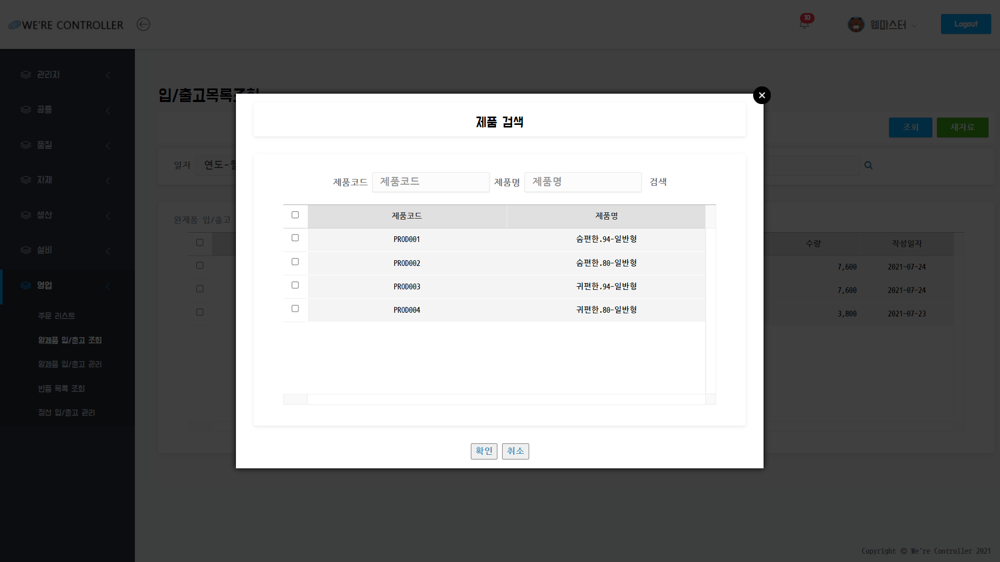 WE'RE CONTROLLER
10
웹마스터
Logout
관리자
공통
품질
자재
생산
설비
영업
주문 리스트
완제품 입/출고 조회
완제품 입/출고 관리
반품 목록 조회
정산 입/출고 관리
입/출고목록조회
조회
새자료
일자
연도-월
완제품 입/출고
수량
작성일자
7,600
2021-07-24
7,600
2021-07-24
3,800
2021-07-23
제품 검색
제품코드
제품코드
제품명
제품명
검색
제품코드
제품명
PROD001
숨편한.94-일반형
PROD002
숨편한.80-일반형
PROD003
귀편한.94-일반형
PROD004
귀편한.80-일반형
확인
취소
Copyright © We're Controller 2021